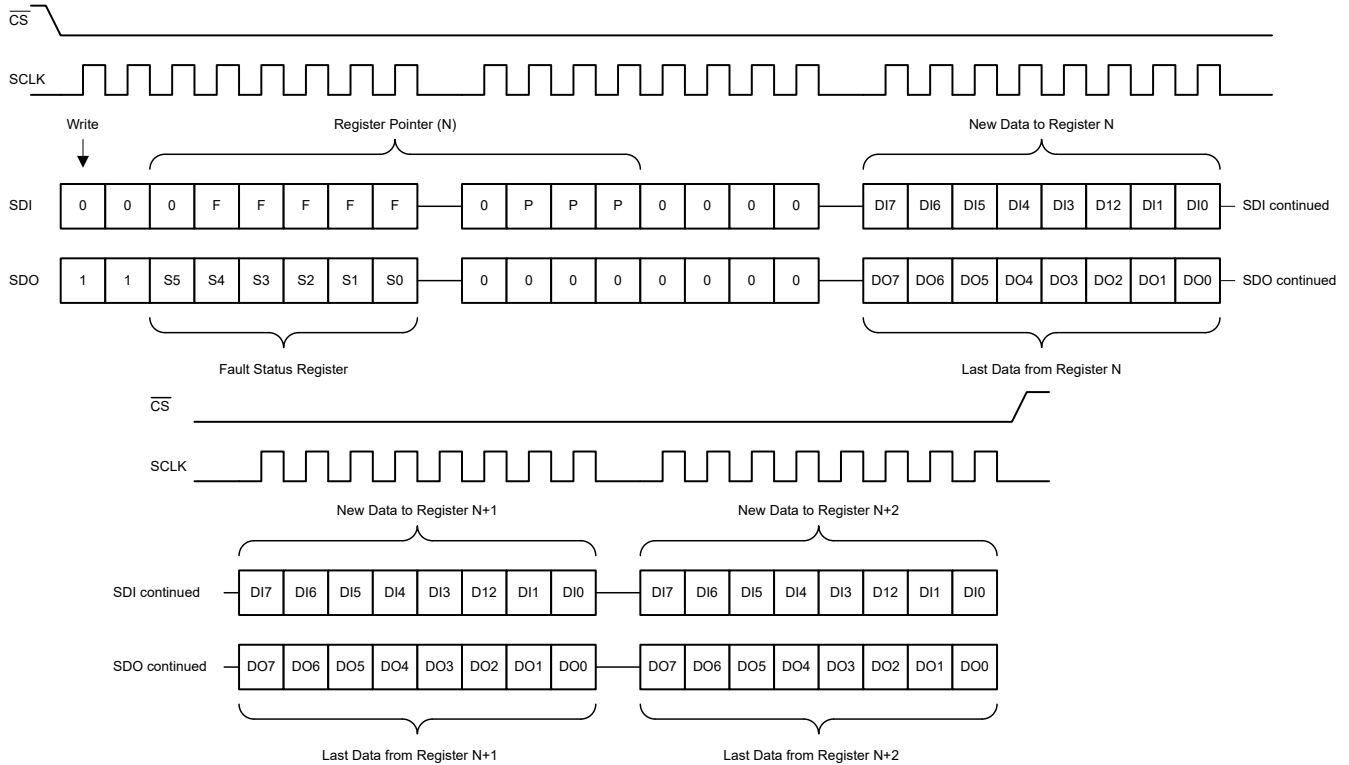 CS
SCLK
Write
Register Pointer (N)
New Data to Register N
SDI 0 0 0 F F F F F 0 P P P 0 0 0 0 DI7 DI6 DI5 DI4 DI3 D12 DI1 DI0 SDI continued
SDO 1 1 S5 S4 S3 S2 S1 S0 0 0 0 0 0 0 0 0 DO7 DO6 DO5 DO4 DO3 DO2 DO1 DO0 SDO continued
Fault Status Register
Last Data from Register N
CS
SCLK
New Data to Register N+1
New Data to Register N+2
SDI continued DI7 DI6 DI5 DI4 DI3 D12 DI1 DI0 DI7 DI6 DI5 DI4 DI3 D12 DI1 DI0
SDO continued DO7 DO6 DO5 DO4 DO3 DO2 DO1 DO0 DO7 DO6 DO5 DO4 DO3 DO2 DO1 DO0
Last Data from Register N+1
Last Data from Register N+2